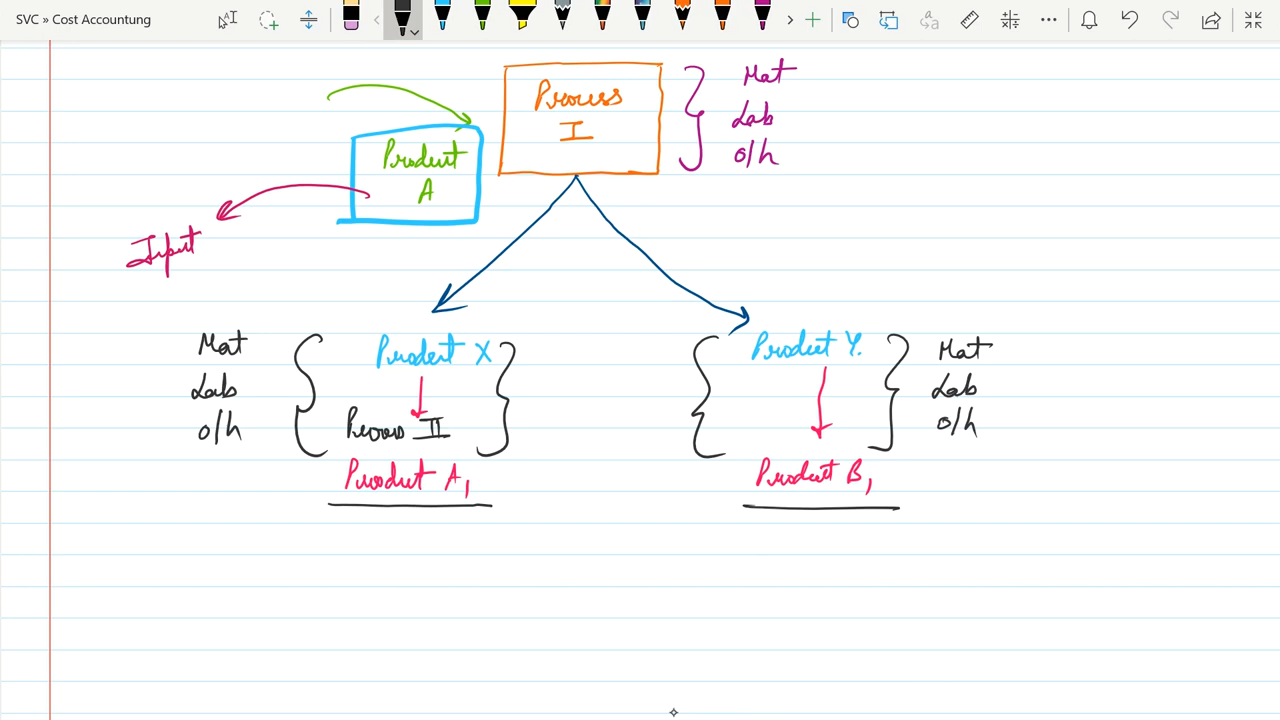 SVC » Cost Accountung
Process
I
Mat
Lab
O/h
Product
A
Input
Mat
Lab
O/h
Product X
Process II
Product A1
Product Y.
Product B1
Mat
Lab
O/h